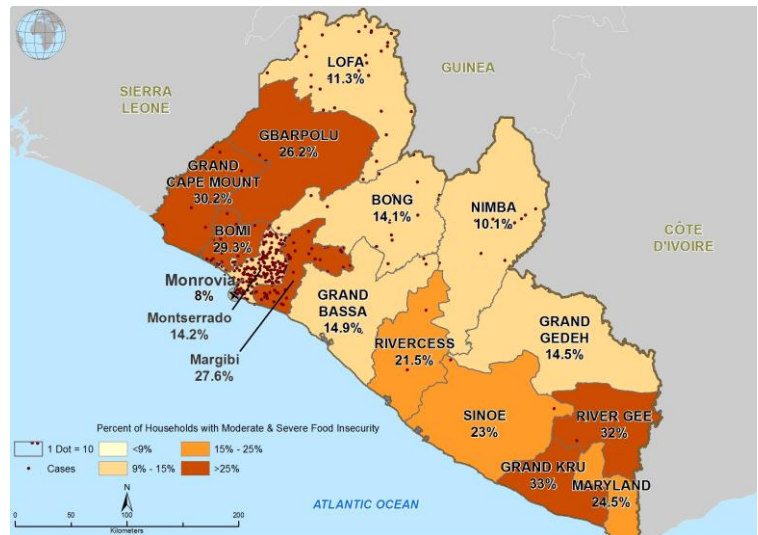 LOFA
11.3%
GUINEA
SIERRA
LEONE
GBARPOLU
26.2%
GRAND
CAPE MOUNT
30.2%
BONG
14.1%
NIMBA
10.1%
CÔTE
D'IVOIRE
BOMI
29.3%
Monrovia
8%
Montserrado
14.2%
Margibi
27.6%
GRAND
BASSA
14.9%
RIVERCESS
21.5%
GRAND
GEDEH
14.5%
SINOE
23%
RIVER GEE
32%
GRAND KRU
33%
MARYLAND
24.5%
Percent of Households with Moderate & Severe Food Insecurity
1 Dot = 10 <9% 15% - 25%
Cases 9% - 15% >25%
N
0 50 100 200
Kilometers
ATLANTIC OCEAN